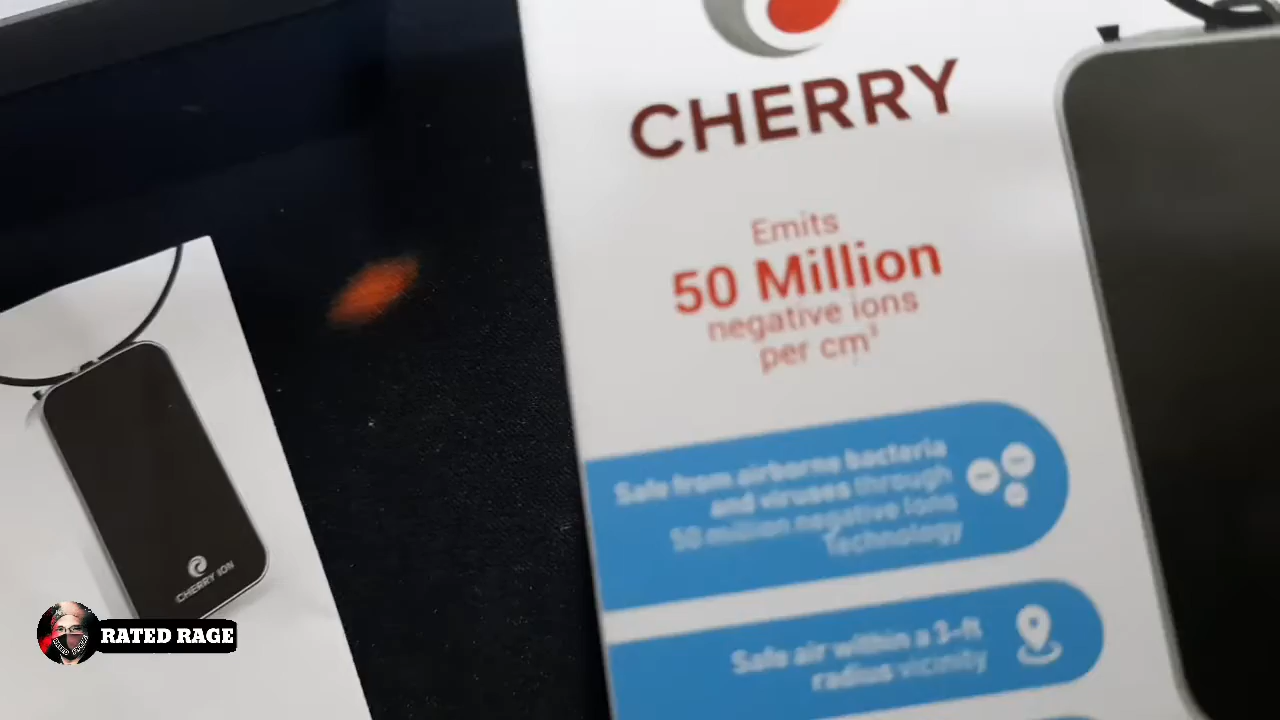 CHERRY
Emits
50 Million
negative ions
per cm³
Safe from airborne bacteria
and viruses through
50 million negative ions
Technology
Safe air within a 3-ft
radius vicinity
CHERRY ION
RATED RAGE